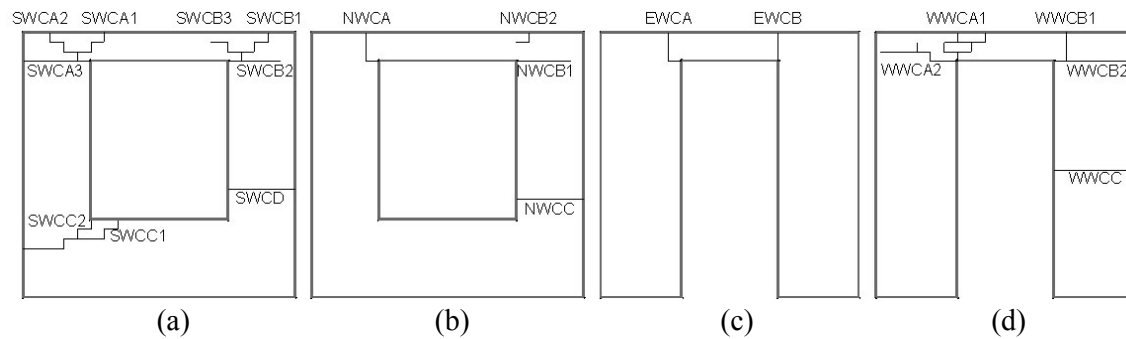 SWCA2 SWCA1 SWCB3 SWCB1 NWCA NWCB2 EWCA EWCB WWCA1 WWCB1
SWCA3 SWCB2 NWCB1 WWCA2 WWCB2
WWCC
SWCD NWCC
SWCC2
SWCC1
(a) (b) (c) (d)